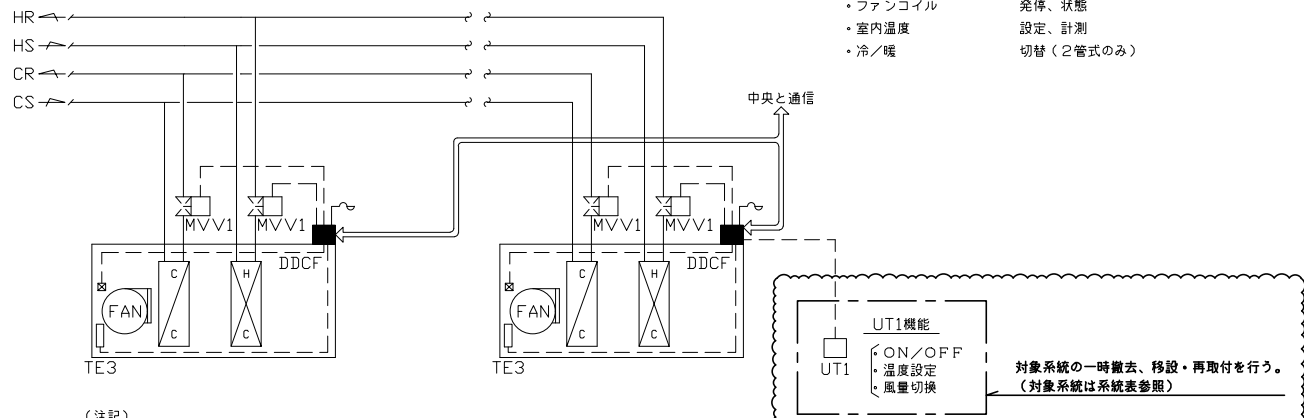 ・ファンコイル 発停、状態
・室内温度 設定、計測
・冷／暖 切替（２管式のみ）
HR
HS
CR
CS
中央と通信
MVV1 MVV1
MVV1 MVV1
DDCF
DDCF
C
C
H
C
FAN
TE3
C
C
H
C
FAN
TE3
UT1機能
UT1
・ON／OFF
・温度設定
・風量切換
対象系統の一時撤去、移設・再取付を行う。
（対象系統は系統表参照）
（注記）